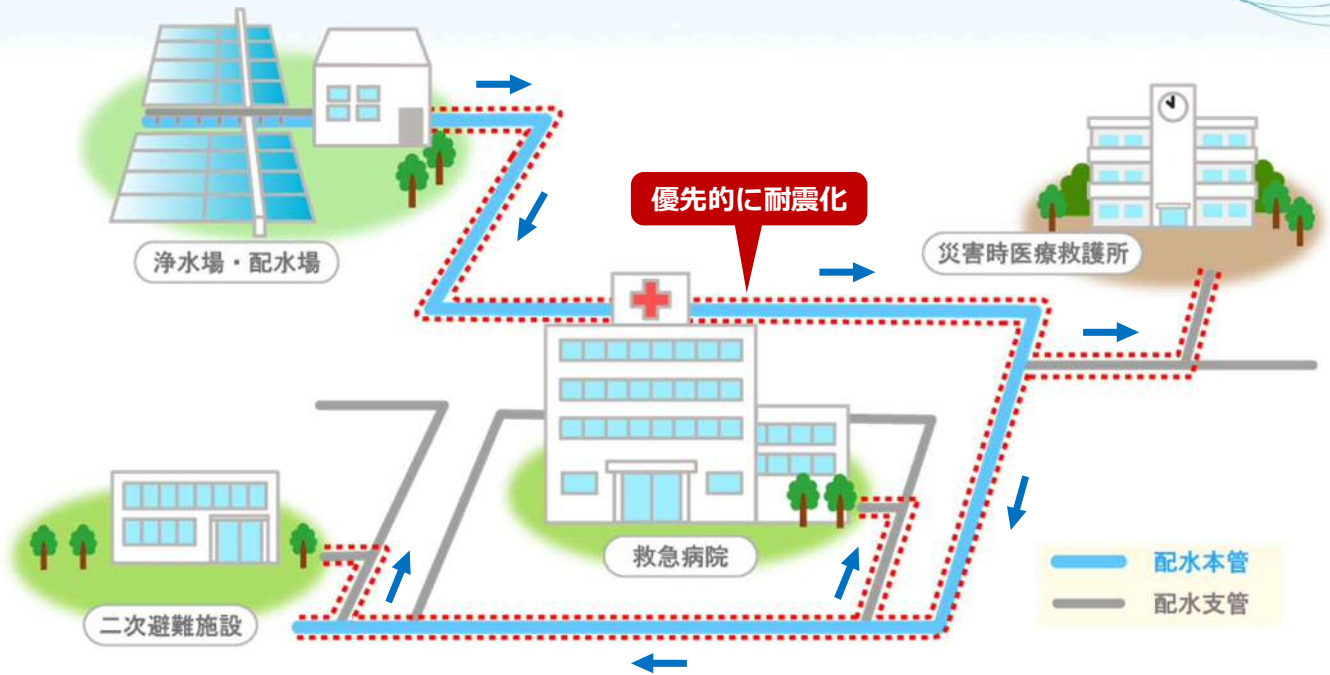 優先的に耐震化
浄水場・配水場
災害時医療救護所
救急病院
配水本管
配水支管
二次避難施設